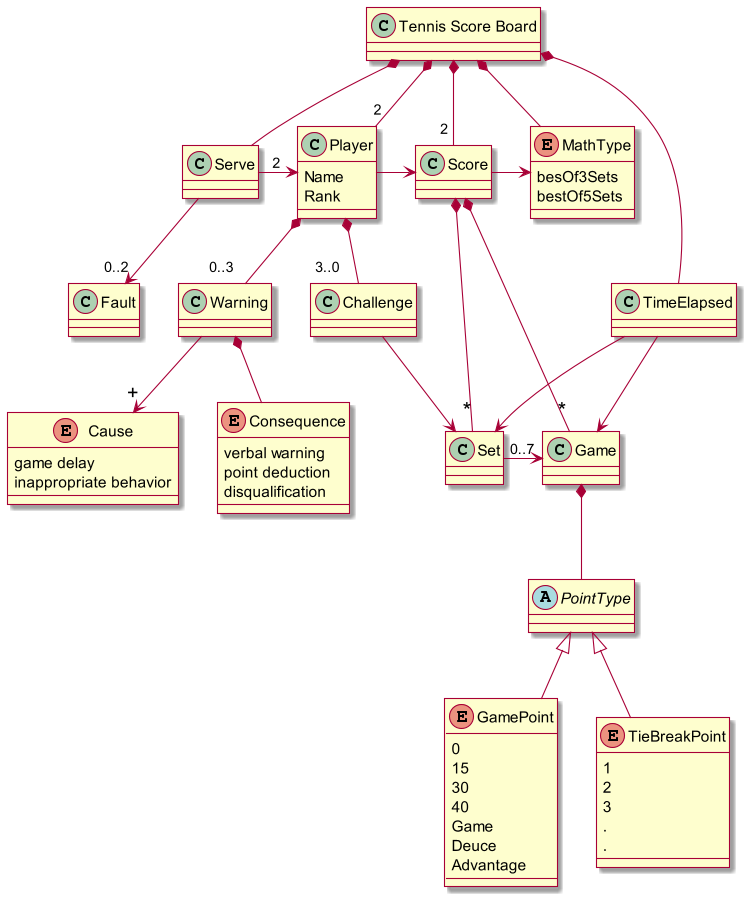 C Tennis Score Board
2
2
C Serve
2
C Player
Name
Rank
C Score
E MathType
besOf3Sets
bestOf5Sets
0..2
0..3
3..0
C Fault
C Warning
C Challenge
C TimeElapsed
+
*
*
E Cause
game delay
inappropriate behavior
E Consequence
verbal warning
point deduction
disqualification
C Set
0..7
C Game
A PointType
E GamePoint
0
15
30
40
Game
Deuce
Advantage
E TieBreakPoint
1
2
3
.
.